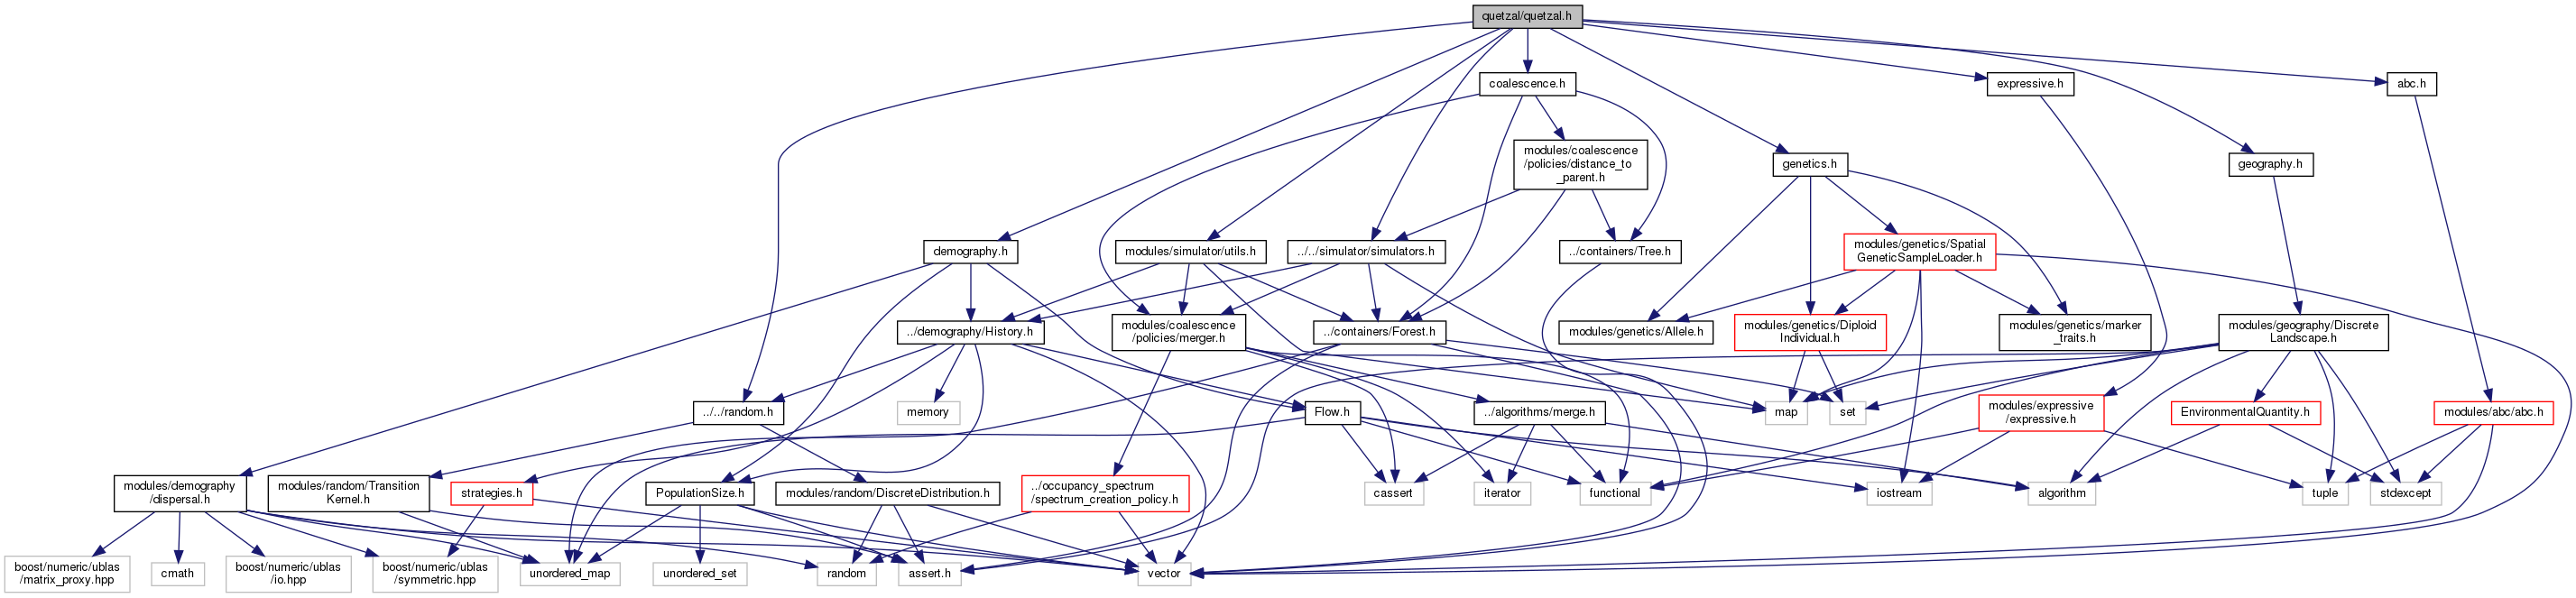 quetzal/quetzal.h
coalescence.h
expressive.h
abc.h
modules/coalescence
/policies/distance_to
_parent.h
genetics.h
geography.h
demography.h
modules/simulator/utils.h
../../simulator/simulators.h
../containers/Tree.h
modules/genetics/Spatial
GeneticSampleLoader.h
../demography/History.h
modules/coalescence
/policies/merger.h
../containers/Forest.h
modules/genetics/Allele.h
modules/genetics/Diploid
Individual.h
modules/genetics/marker
_traits.h
modules/geography/Discrete
Landscape.h
../../random.h
memory
Flow.h
../algorithms/merge.h
map
set
modules/expressive
/expressive.h
EnvironmentalQuantity.h
modules/abc/abc.h
modules/demography
/dispersal.h
modules/random/Transition
Kernel.h
strategies.h
PopulationSize.h
modules/random/DiscreteDistribution.h
../occupancy_spectrum
/spectrum_creation_policy.h
cassert
iterator
functional
iostream
algorithm
tuple
stdexcept
boost/numeric/ublas
/matrix_proxy.hpp
cmath
boost/numeric/ublas
/io.hpp
boost/numeric/ublas
/symmetric.hpp
unordered_map
unordered_set
random
assert.h
vector